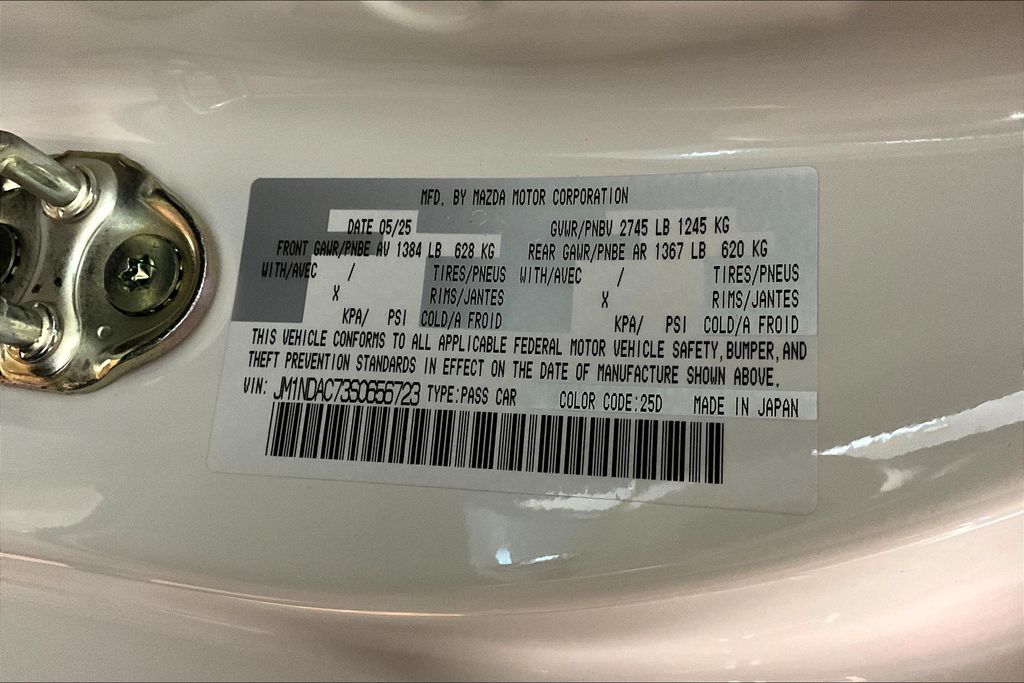 MFD. BY MAZDA MOTOR CORPORATION
DATE 05/25 GVWR/PNBV 2745 LB 1245 KG
FRONT GAWR/PNBE AV 1384 LB 628 KG REAR GAWR/PNBE AR 1367 LB 620 KG
WITH/AVEC / TIRES/PNEUS WITH/AVEC / TIRES/PNEUS
X RIMS/JANTES X RIMS/JANTES
KPA/ PSI COLD/A FROID KPA/ PSI COLD/A FROID
THIS VEHICLE CONFORMS TO ALL APPLICABLE FEDERAL MOTOR VEHICLE SAFETY,BUMPER,AND
THEFT PREVENTION STANDARDS IN EFFECT ON THE DATE OF MANUFACTURE SHOWN ABOVE.
VIN: JM1NDAC73S0656723 TYPE:PASS CAR COLOR CODE:25D MADE IN JAPAN